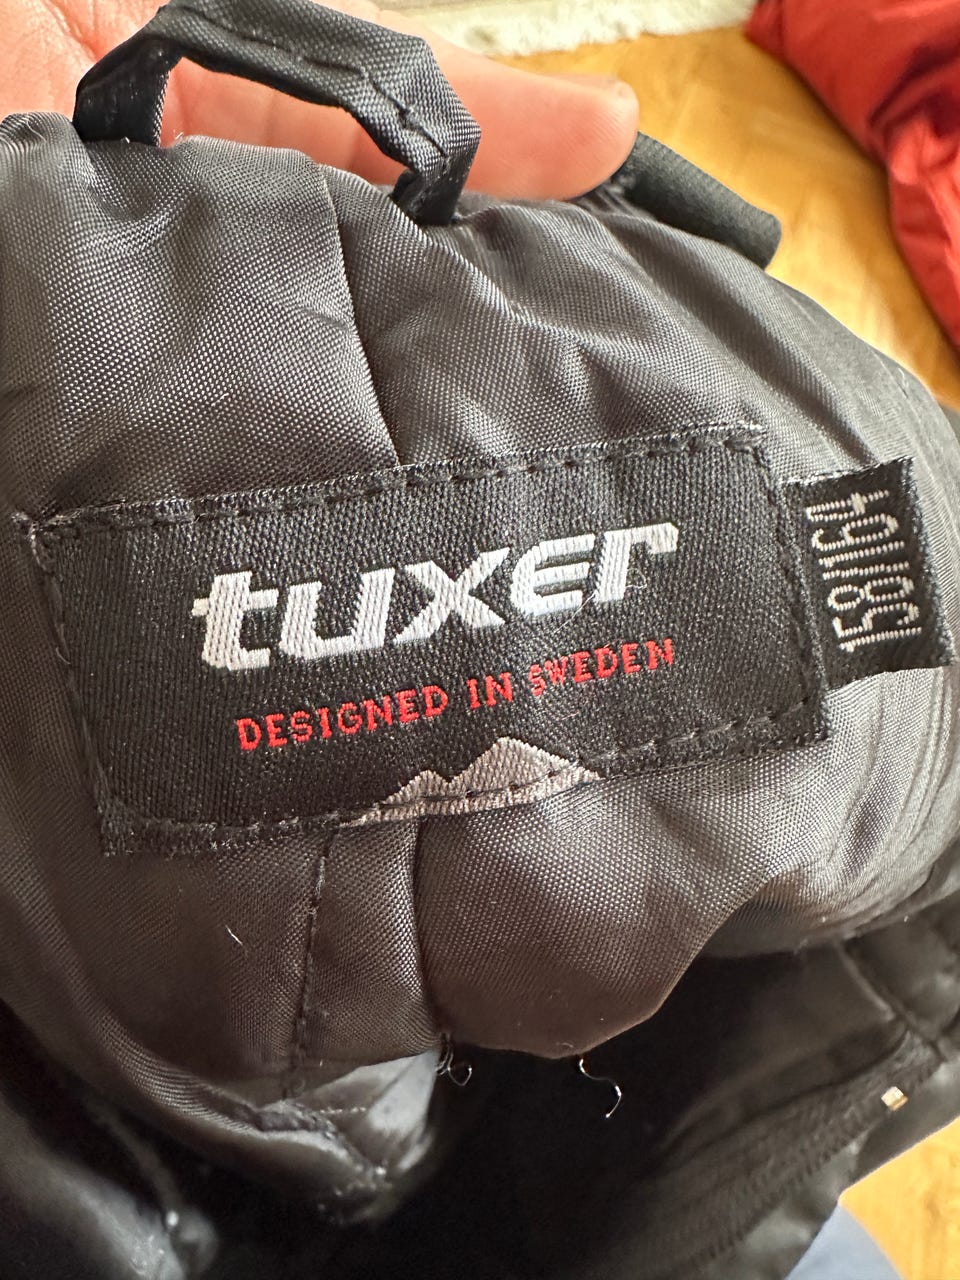 tuxer
DESIGNED IN SWEDEN
158/164